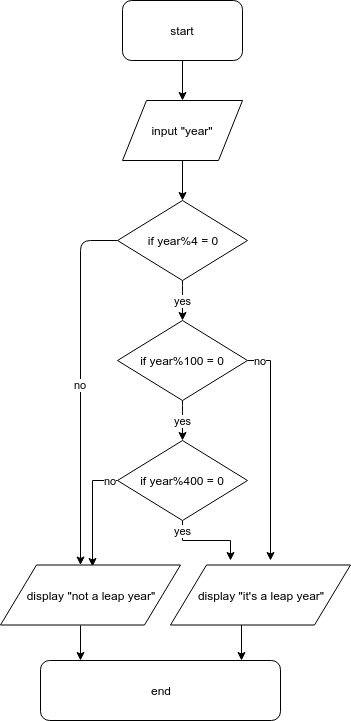 start
input "year"
if year%4 = 0
yes
if year%100 = 0
no
no
yes
if year%400 = 0
no
yes
display "not a leap year"
display "it's a leap year"
end